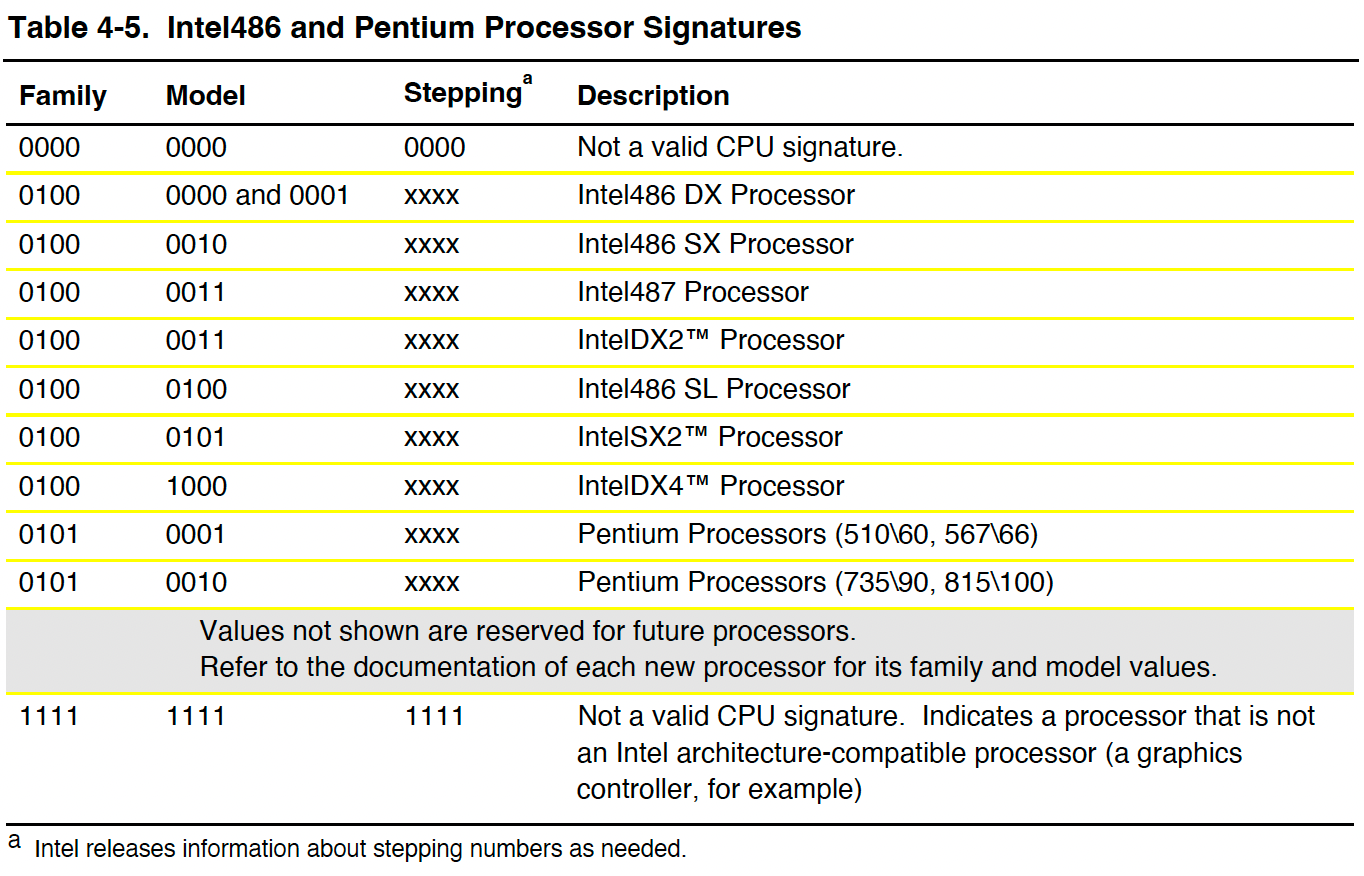 Table 4-5. Intel486 and Pentium Processor Signatures
Family Model Stepping a Description
0000 0000 0000 Not a valid CPU signature.
0100 0000 and 0001 xxxx Intel486 DX Processor
0100 0010 xxxx Intel486 SX Processor
0100 0011 xxxx Intel487 Processor
0100 0011 xxxx IntelDX2™ Processor
0100 0100 xxxx Intel486 SL Processor
0100 0101 xxxx IntelSX2™ Processor
0100 1000 xxxx IntelDX4™ Processor
0101 0001 xxxx Pentium Processors (510\60, 567\66)
0101 0010 xxxx Pentium Processors (735\90, 815\100)
Values not shown are reserved for future processors.
Refer to the documentation of each new processor for its family and model values.
1111 1111 1111 Not a valid CPU signature. Indicates a processor that is not
an Intel architecture-compatible processor (a graphics
controller, for example)
a Intel releases information about stepping numbers as needed.